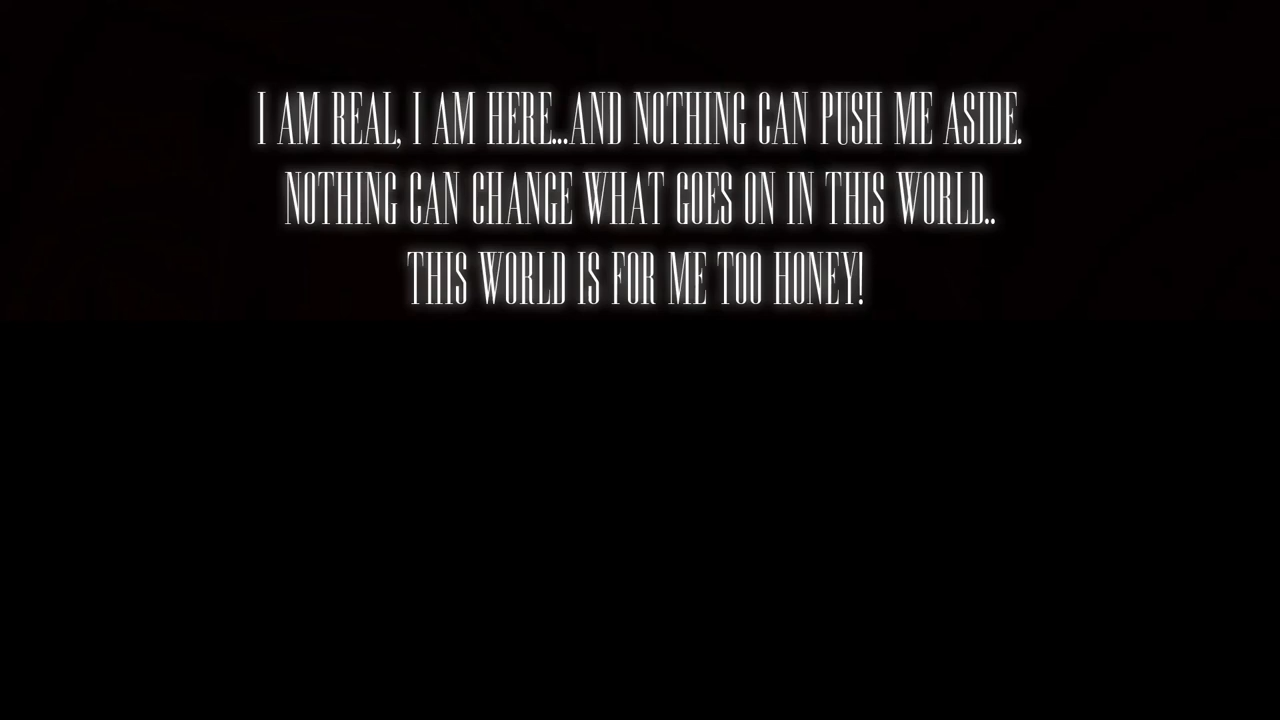 I AM REAL, I AM HERE...AND NOTHING CAN PUSH ME ASIDE.
NOTHING CAN CHANGE WHAT GOES ON IN THIS WORLD..
THIS WORLD IS FOR ME TOO HONEY!